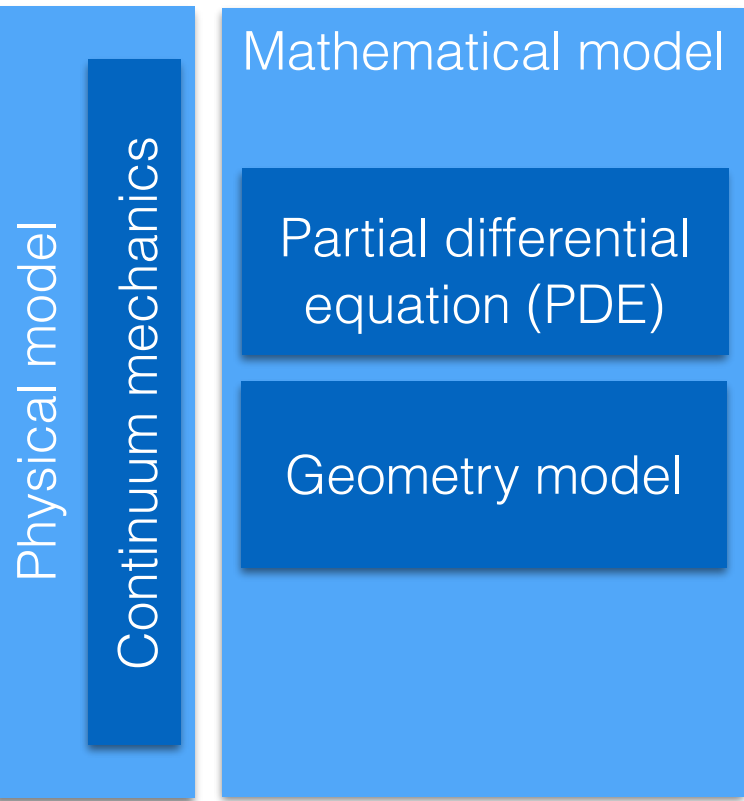 Physical model
Continuum mechanics
Mathematical model
Partial differential
equation (PDE)
Geometry model